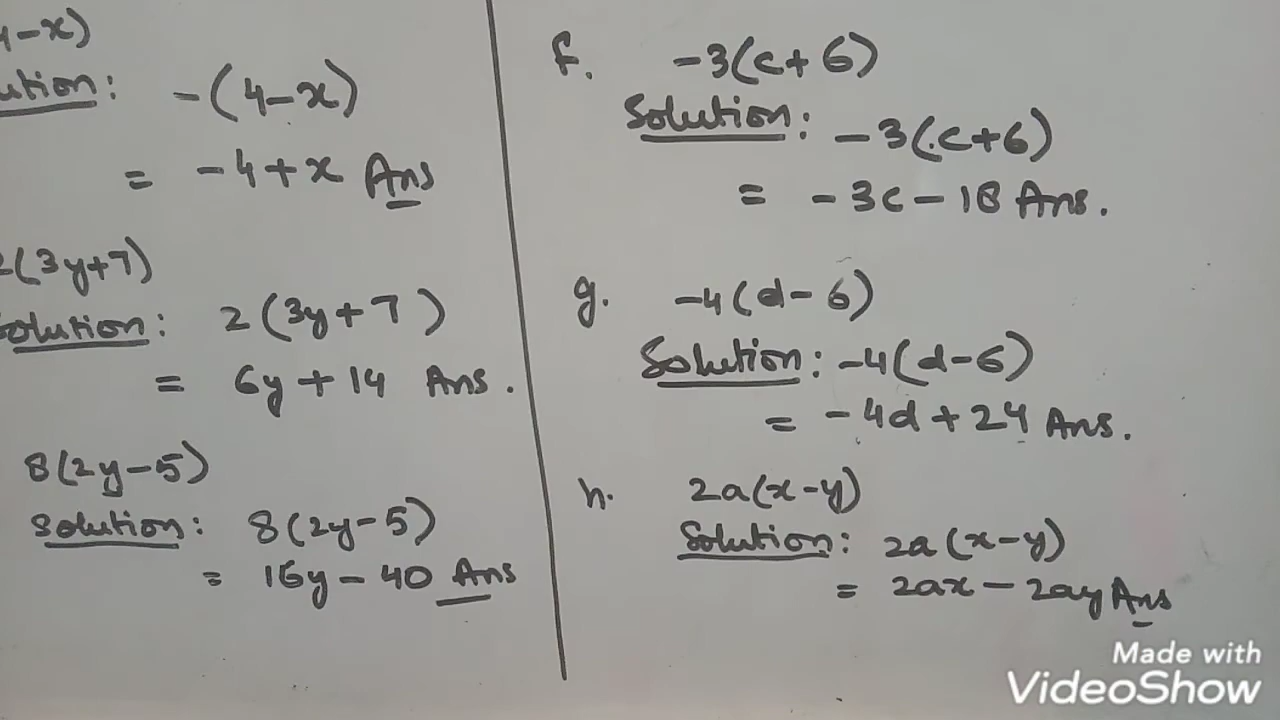 4-x)
ution: -(4-x)
= -4+x Ans
2(3y+7)
Solution: 2(3y+7)
= 6y+14 Ans.
8(2y-5)
Solution: 8(2y-5)
= 16y-40 Ans
f. -3(c+6)
Solution: -3(c+6)
= -3c-18 Ans.
g. -4(d-6)
Solution: -4(d-6)
= -4d+24 Ans.
h. 2a(x-y)
Solution: 2a(x-y)
= 2ax-2ay Ans
Made with
VideoShow